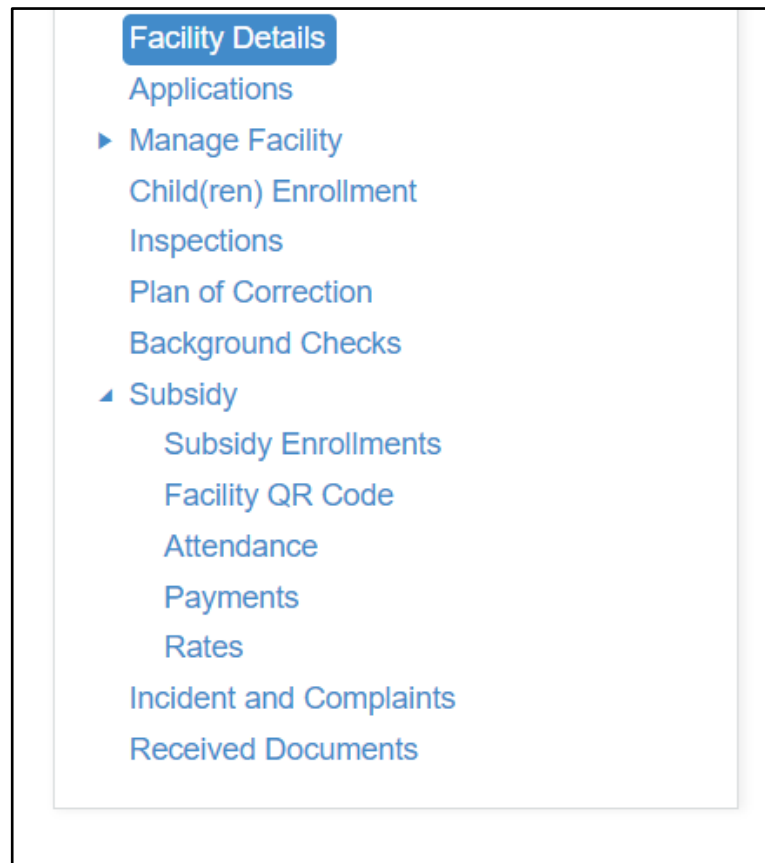 Facility Details
Applications
Manage Facility
Child(ren) Enrollment
Inspections
Plan of Correction
Background Checks
Subsidy
Subsidy Enrollments
Facility QR Code
Attendance
Payments
Rates
Incident and Complaints
Received Documents